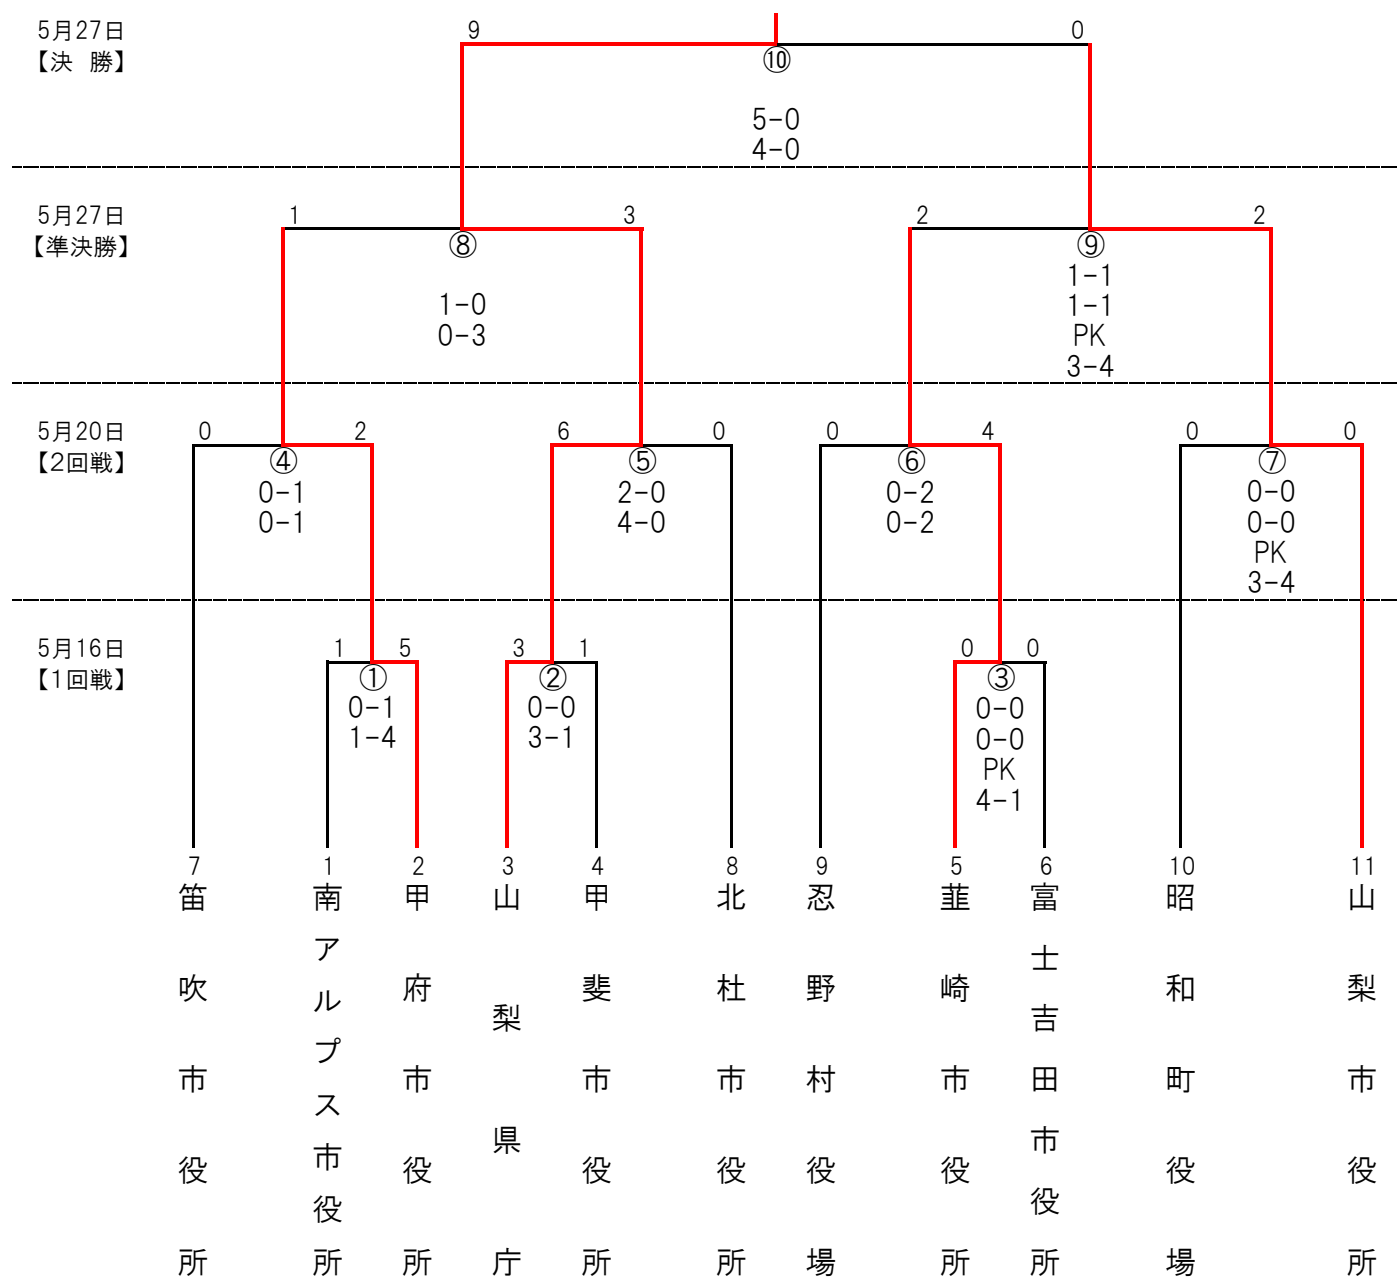 5月27日
【決 勝】
9
0
⑩
5-0
4-0
5月27日
【準決勝】
1
3
⑧
1-0
0-3
2
2
⑨
1-1
1-1
PK
3-4
5月20日
【2回戦】
0
2
④
0-1
0-1
6
0
⑤
2-0
4-0
0
4
⑥
0-2
0-2
0
0
⑦
0-0
0-0
PK
3-4
5月16日
【1回戦】
1
5
①
0-1
1-4
3
1
②
0-0
3-1
0
0
③
0-0
0-0
PK
4-1
7
笛吹市役所
1
南アルプス市役所
2
甲府市役所
3
山梨県庁
4
甲斐市役所
8
北杜市役所
9
忍野村役場
5
韮崎市役所
6
富士吉田市役所
10
昭和町役場
11
山梨市役所